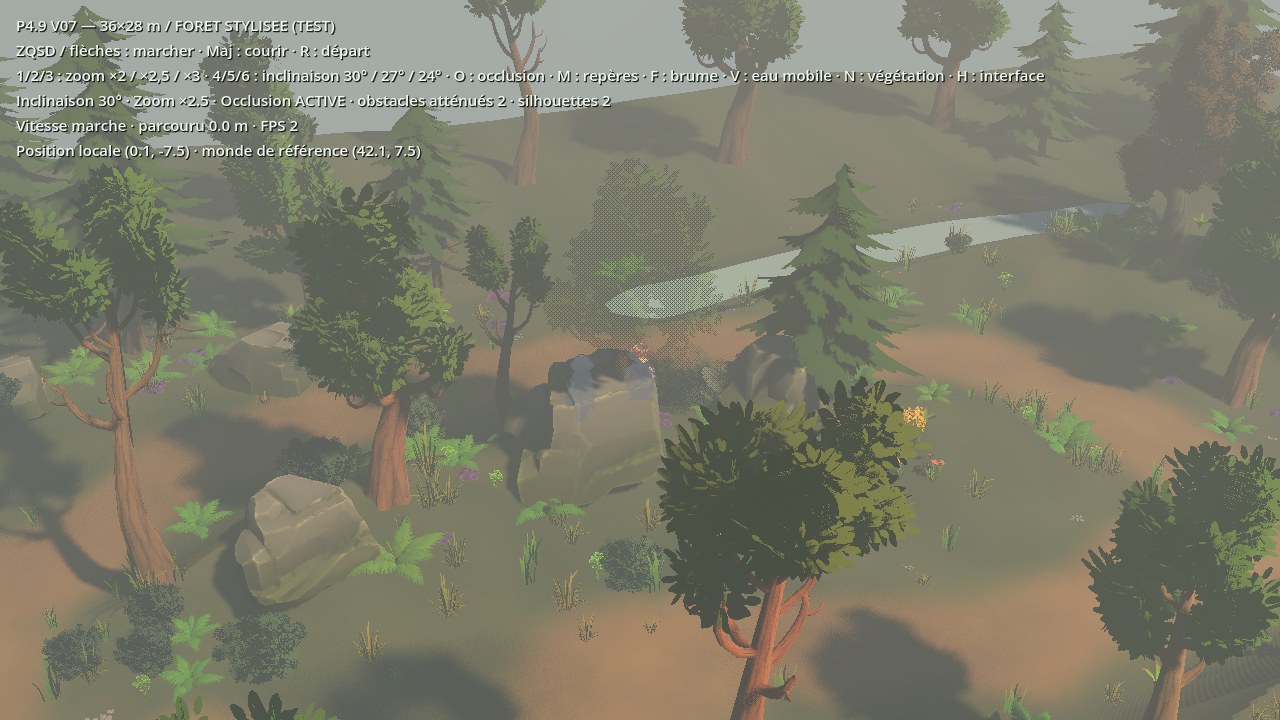 P4.9 V07 — 36×28 m / FORET STYLISEE (TEST)
ZQSD / flèches : marcher · Maj : courir · R : départ
1/2/3 : zoom ×2 / ×2,5 / ×3 · 4/5/6 : inclinaison 30° / 27° / 24° · O : occlusion · M : repères · F : brume · V : eau mobile · N : végétation · H : interface
Inclinaison 30° · Zoom ×2.5 · Occlusion ACTIVE · obstacles atténués 2 · silhouettes 2
Vitesse marche · parcouru 0.0 m · FPS 2
Position locale (0.1, -7.5) · monde de référence (42.1, 7.5)